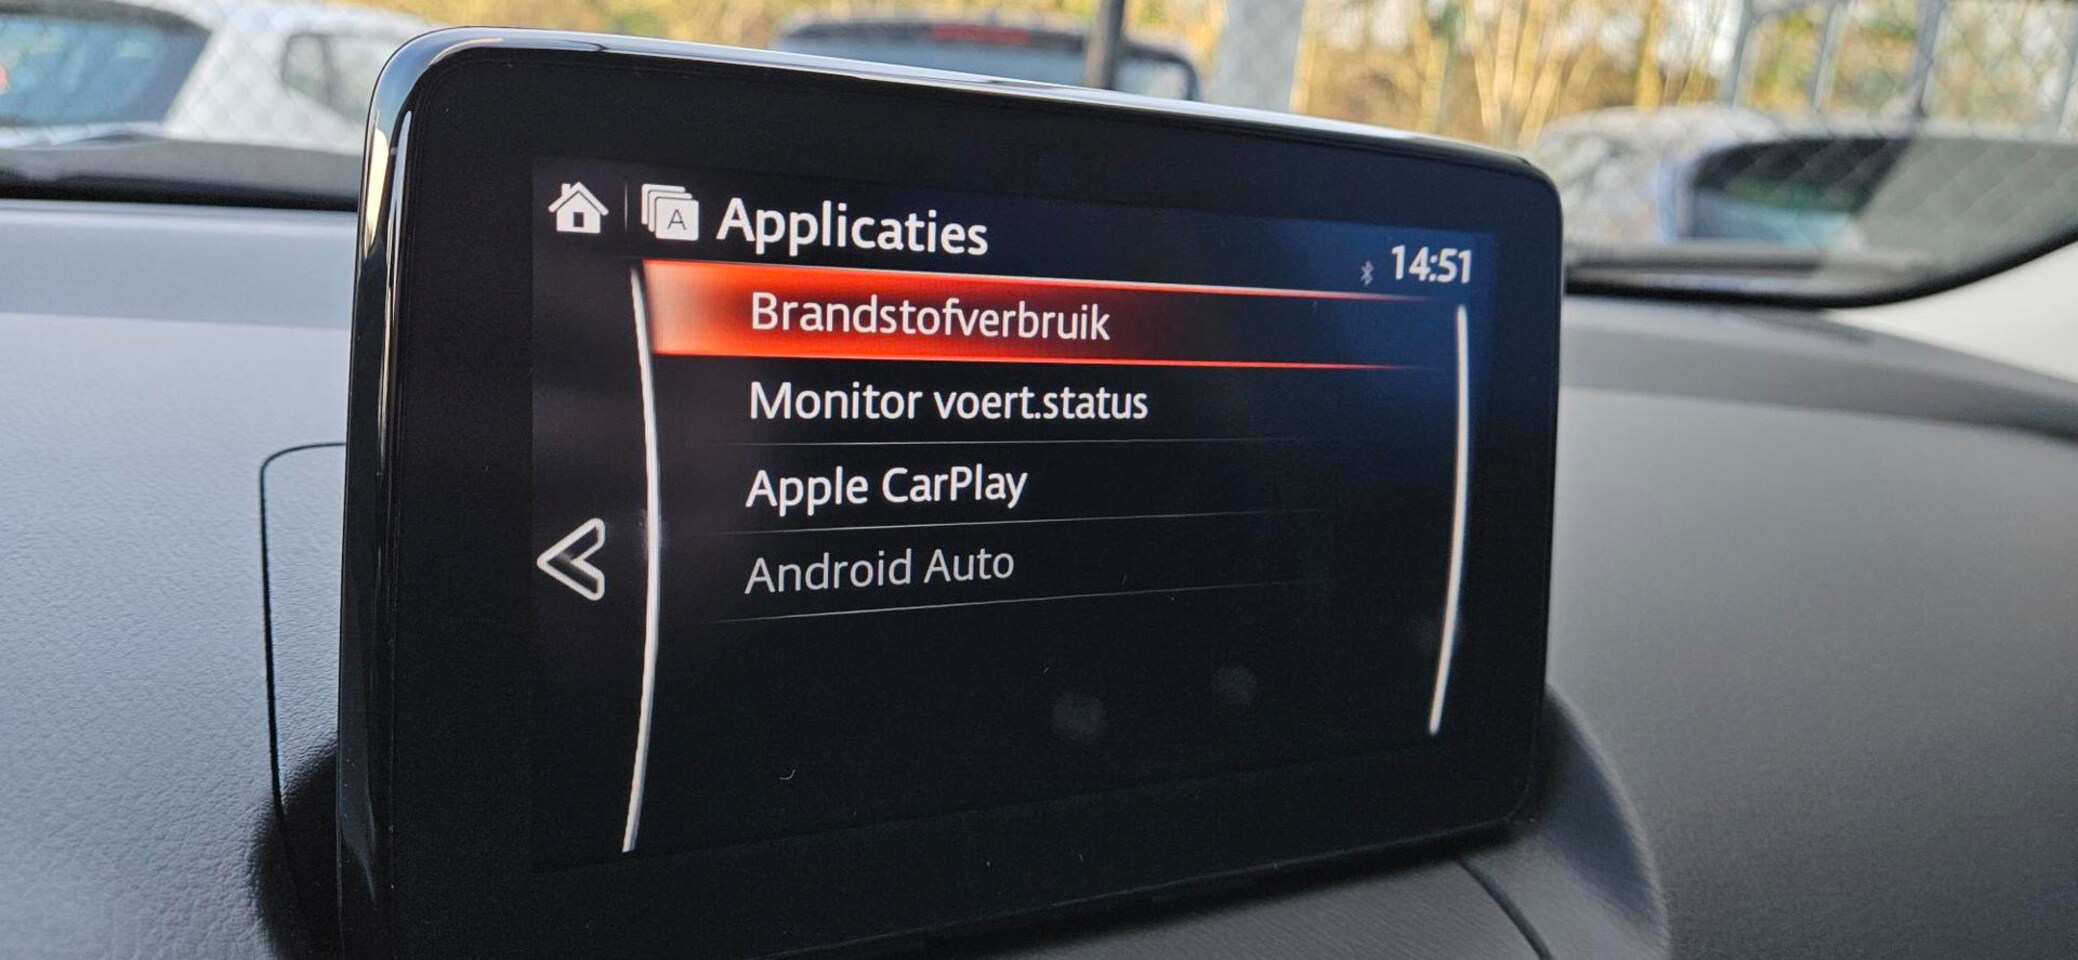 A Applicaties
14:51
Brandstofverbruik
Monitor voert.status
Apple CarPlay
Android Auto